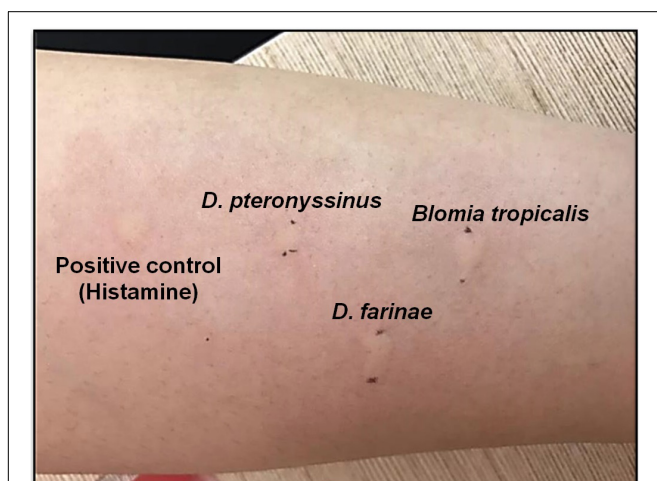 D. pteronyssinus
Blomia tropicalis
Positive control
(Histamine)
D. farinae